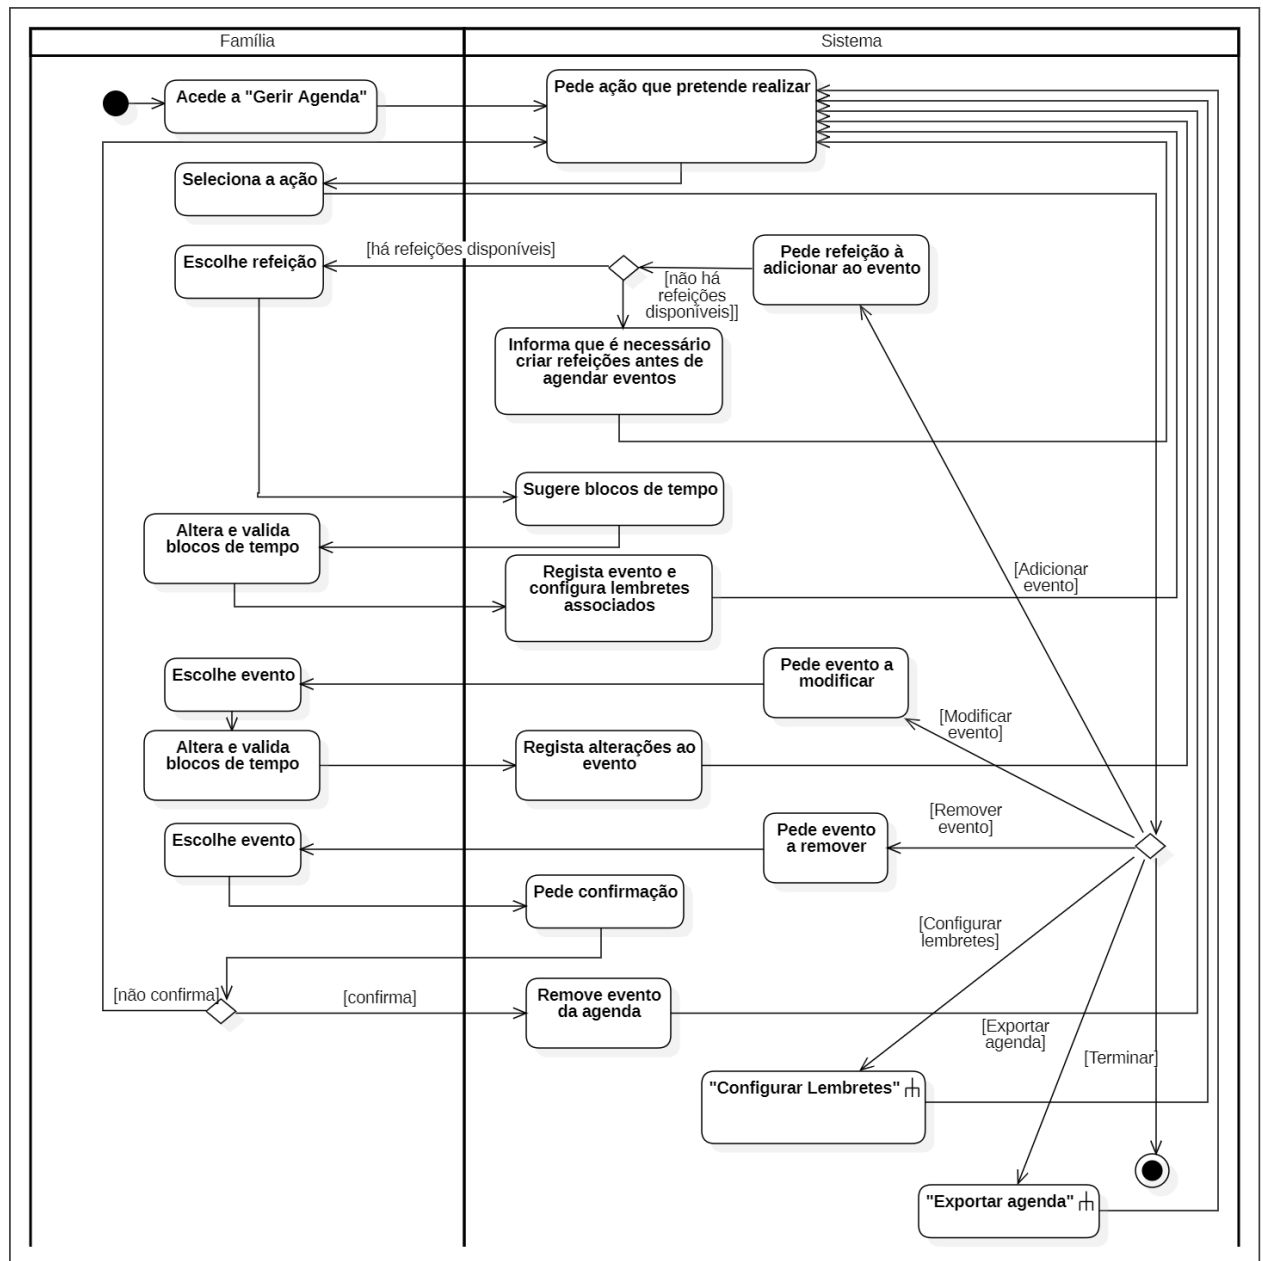 Família
Sistema
Acede a "Gerir Agenda"
Pede ação que pretende realizar
Seleciona a ação
Escolhe refeição
[há refeições disponíveis]
Pede refeição à
adicionar ao evento
[não há
refeições
disponíveis]]
Informa que é necessário
criar refeições antes de
agendar eventos
Sugere blocos de tempo
Altera e valida
blocos de tempo
Regista evento e
configura lembretes
associados
[Adicionar
evento]
Escolhe evento
Pede evento a
modificar
[Modificar
evento]
Altera e valida
blocos de tempo
Regista alterações ao
evento
[Remover
evento]
Escolhe evento
Pede evento
a remover
Pede confirmação
[Configurar
lembretes]
[não confirma]
[confirma]
Remove evento
da agenda
[Exportar
agenda]
[Terminar]
"Configurar Lembretes"
"Exportar agenda"